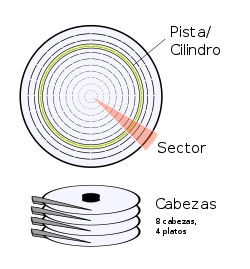 Pista/
Cilindro
Sector
Cabezas
8 cabezas,
4 platos